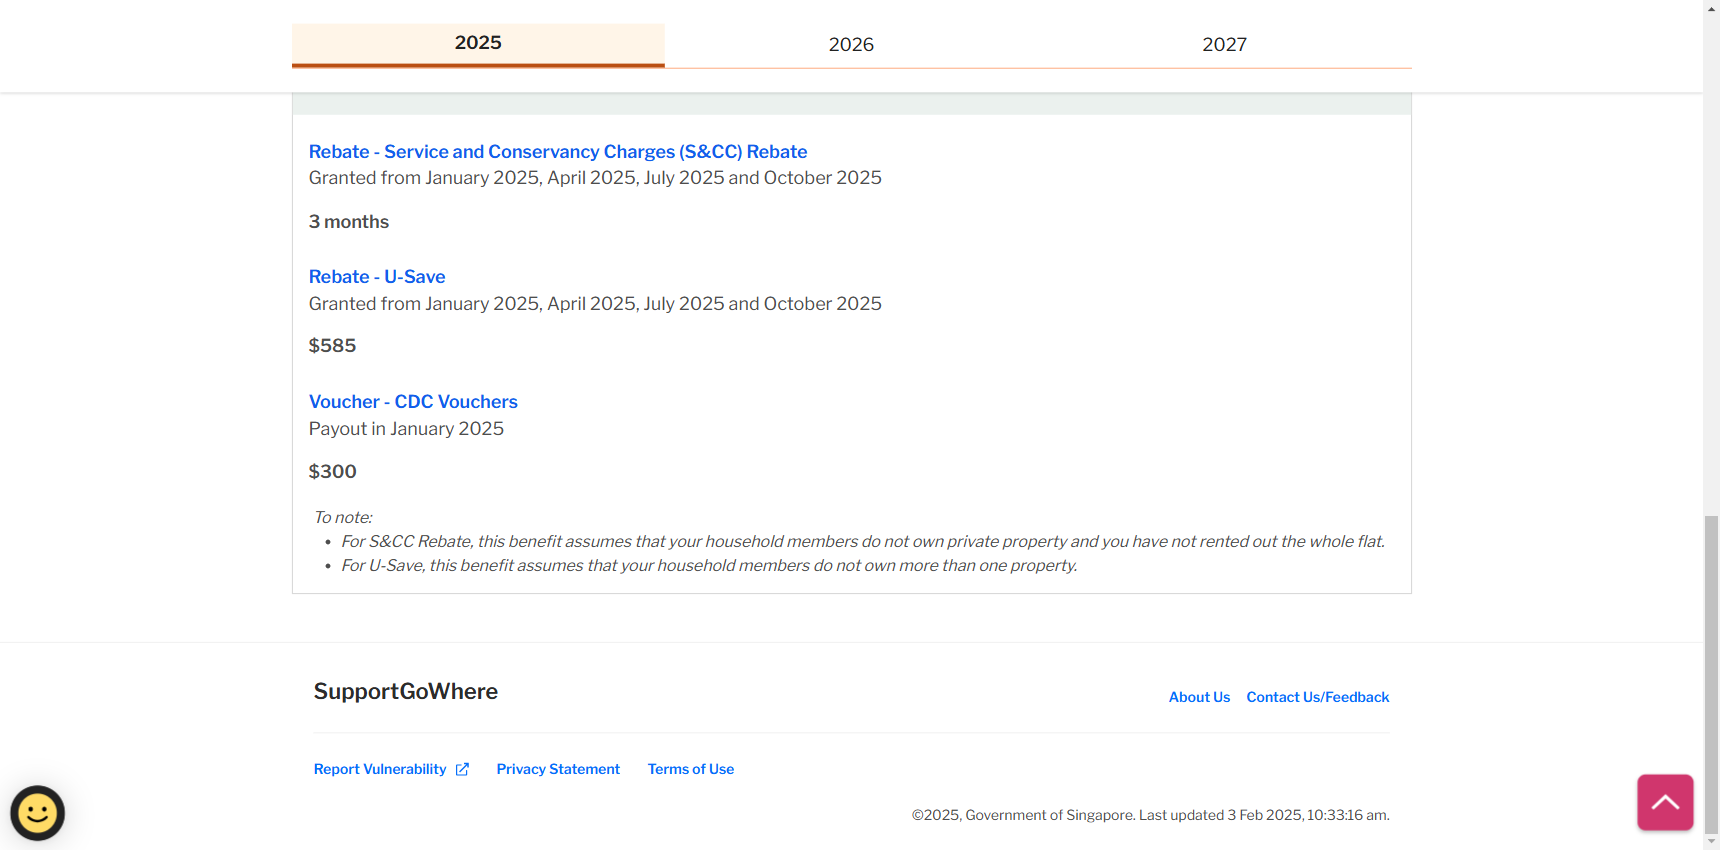 2025
2026
2027
Rebate - Service and Conservancy Charges (S&CC) Rebate
Granted from January 2025, April 2025, July 2025 and October 2025
3 months
Rebate - U-Save
Granted from January 2025, April 2025, July 2025 and October 2025
$585
Voucher - CDC Vouchers
Payout in January 2025
$300
To note:
• For S&CC Rebate, this benefit assumes that your household members do not own private property and you have not rented out the whole flat.
• For U-Save, this benefit assumes that your household members do not own more than one property.
SupportGoWhere
About Us
Contact Us/Feedback
Report Vulnerability
Privacy Statement
Terms of Use
©2025, Government of Singapore. Last updated 3 Feb 2025, 10:33:16 am.